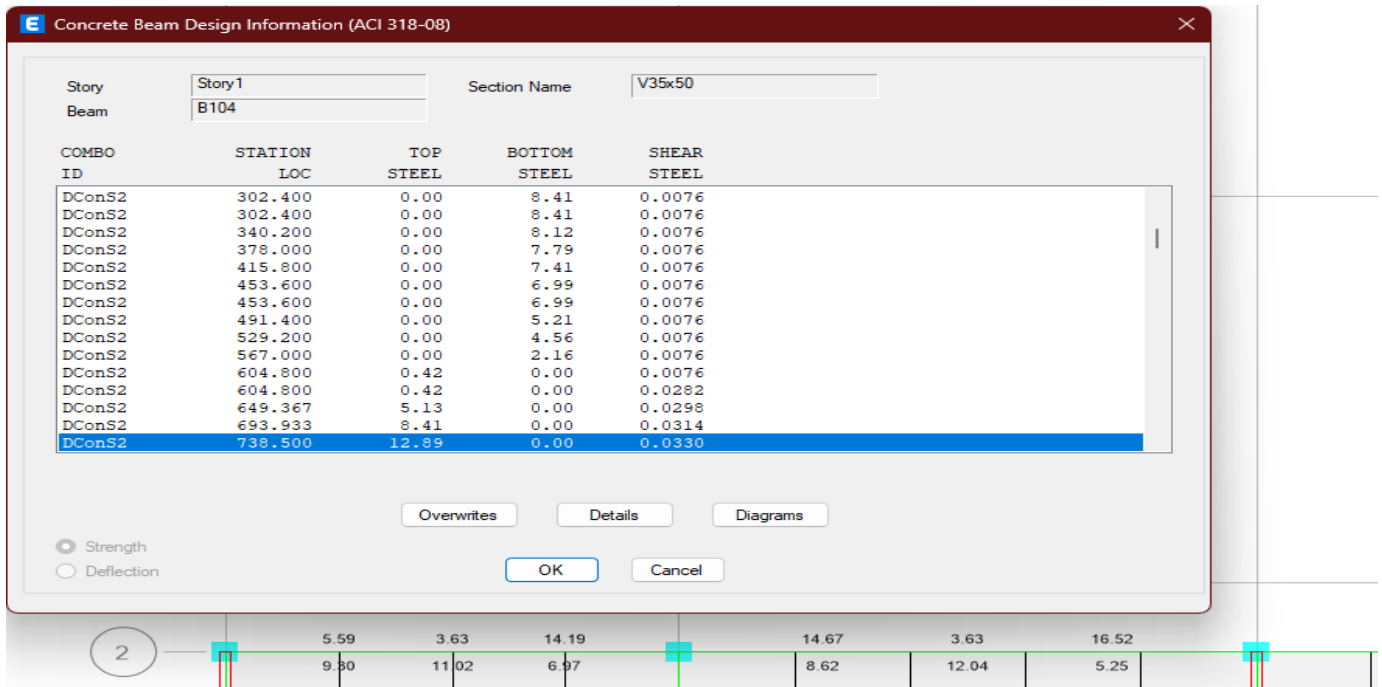 E Concrete Beam Design Information (ACI 318-08)
Story Story1 Section Name V35x50
Beam B104
COMBO STATION TOP BOTTOM SHEAR
ID LOC STEEL STEEL STEEL
DConS2 302.400 0.00 8.41 0.0076
DConS2 302.400 0.00 8.41 0.0076
DConS2 340.200 0.00 8.12 0.0076
DConS2 378.000 0.00 7.79 0.0076
DConS2 415.800 0.00 7.41 0.0076
DConS2 453.600 0.00 6.99 0.0076
DConS2 453.600 0.00 6.99 0.0076
DConS2 491.400 0.00 5.21 0.0076
DConS2 529.200 0.00 4.56 0.0076
DConS2 567.000 0.00 2.16 0.0076
DConS2 604.800 0.42 0.00 0.0076
DConS2 604.800 0.42 0.00 0.0282
DConS2 649.367 5.13 0.00 0.0298
DConS2 693.933 8.41 0.00 0.0314
DConS2 738.500 12.89 0.00 0.0330
Overwrites Details Diagrams
Strength
Deflection
OK Cancel
2
5.59 3.63 14.19 14.67 3.63 16.52
9.30 11.02 6.97 8.62 12.04 5.25